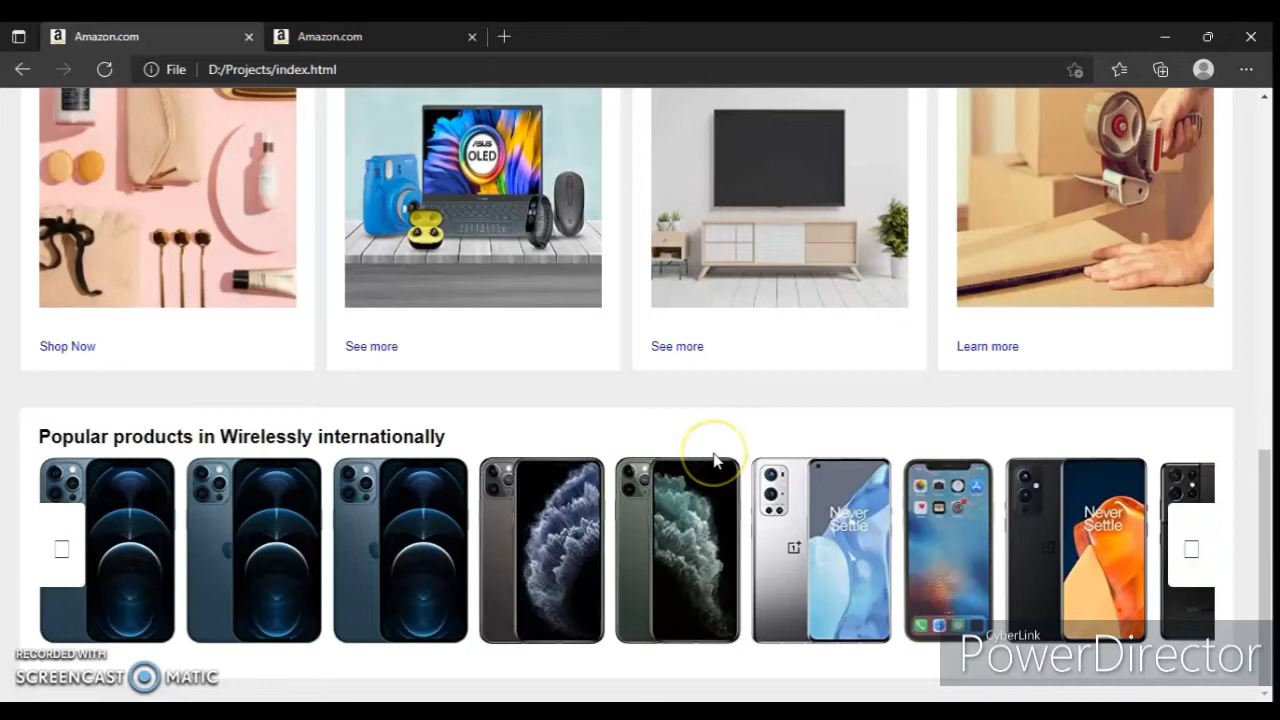 Amazon.com
Amazon.com
File
D:/Projects/index.html
ASUS
OLED
Shop Now
See more
See more
Learn more
Popular products in Wirelessly internationally
Never
Settle
Never
Settle
RECORDED WITH
SCREENCAST MATIC
CyberLink
PowerDirector